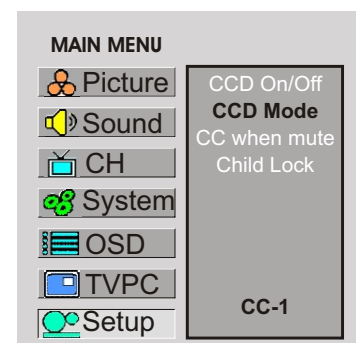 MAIN MENU
Picture
Sound
CH
System
OSD
TVPC
Setup
CCD On/Off
CCD Mode
CC when mute
Child Lock
CC-1